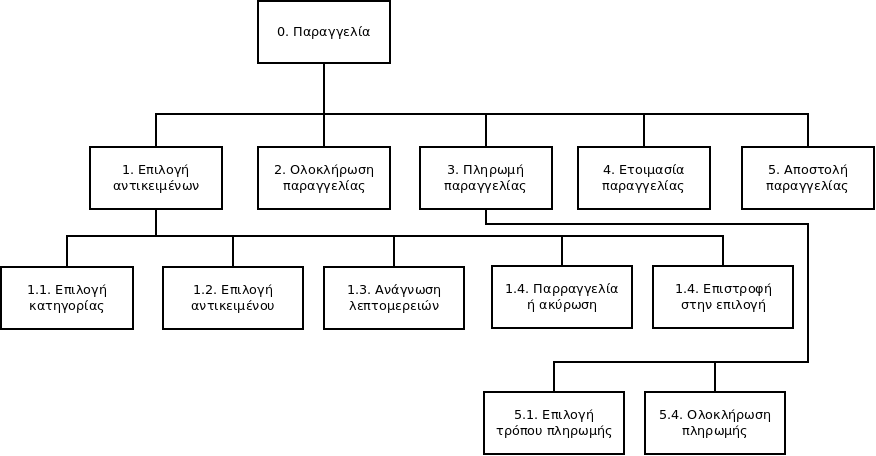 0. Παραγγελία
1. Επιλογή
αντικειμένων
2. Ολοκλήρωση
παραγγελίας
3. Πληρωμή
παραγγελίας
4. Ετοιμασία
παραγγελίας
5. Αποστολή
παραγγελίας
1.1. Επιλογή
κατηγορίας
1.2. Επιλογή
αντικειμένου
1.3. Ανάγνωση
λεπτομερειών
1.4. Παρραγγελία
ή ακύρωση
1.4. Επιστροφή
στην επιλογή
5.1. Επιλογή
τρόπου πληρωμής
5.4. Ολοκλήρωση
πληρωμής